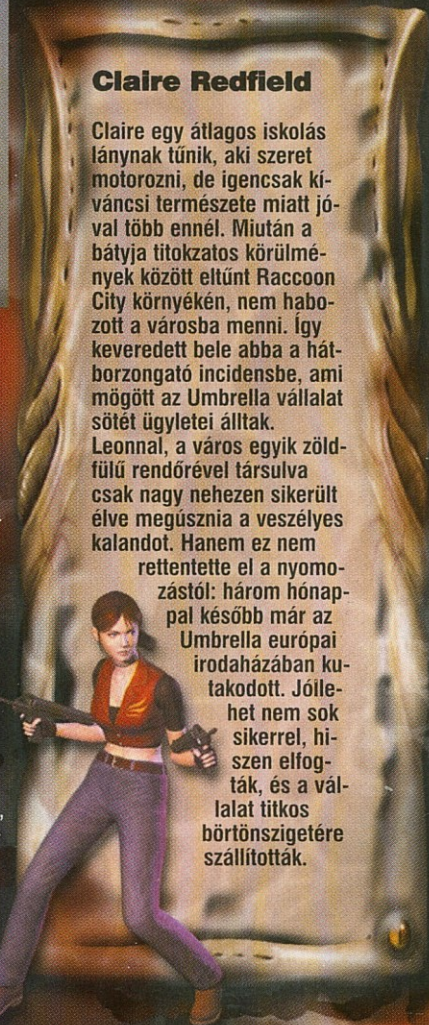 Claire Redfield
Claire egy átlagos iskolás
lánynak tűnik, aki szeret
motorozni, de igencsak kí-
váncsi természete miatt jó-
val több ennél. Miután a
bátyja titokzatos körülmé-
nyek között eltűnt Raccoon
City környékén, nem habo-
zott a városba menni. Így
keveredett bele abba a hát-
borzongató incidensbe, ami
mögött az Umbrella vállalat
sötét ügyletei álltak.
Leonnal, a város egyik zöld-
fülű rendőrével társulva
csak nagy nehezen sikerült
élve megúsznia a veszélyes
kalandot. Hanem ez nem
rettentette el a nyomo-
zástól: három hónap-
pal később már az
Umbrella európai
irodaházában ku-
takodott. Jóile-
het nem sok
sikerrel, hi-
szen elfog-
ták, és a vál-
lalat titkos
börtönszigetére
szállították.